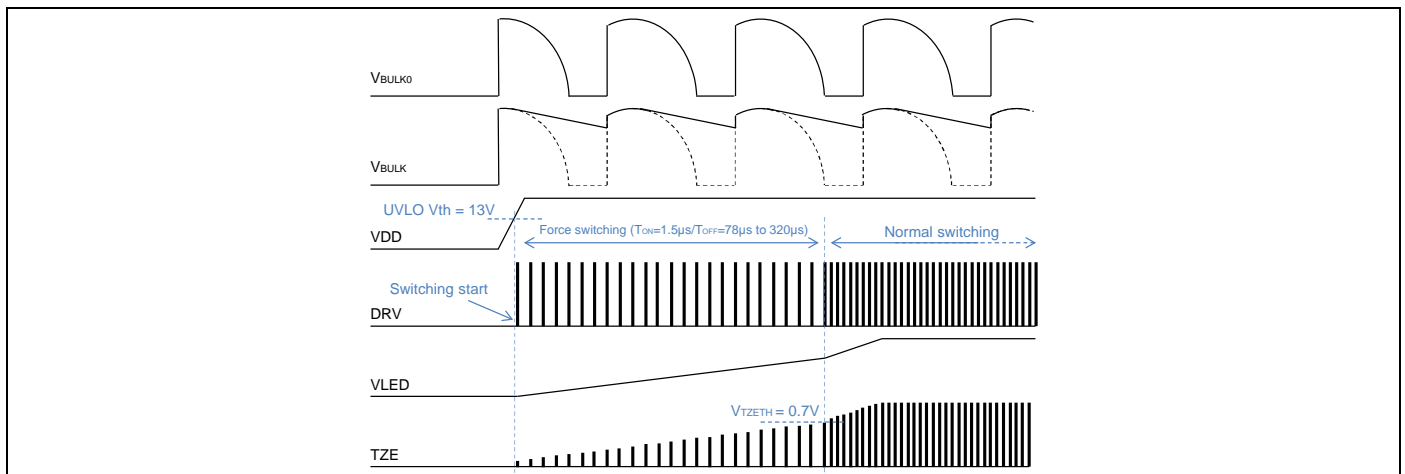 VBULK0
VBULK
UVLO Vth = 13V
VDD
Force switching (TON=1.5μs/TOFF=78μs to 320μs)
Normal switching
Switching start
DRV
VLED
VTZETH = 0.7V
TZE